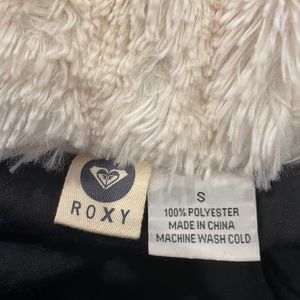 ROXY
S
100% POLYESTER
MADE IN CHINA
MACHINE WASH COLD